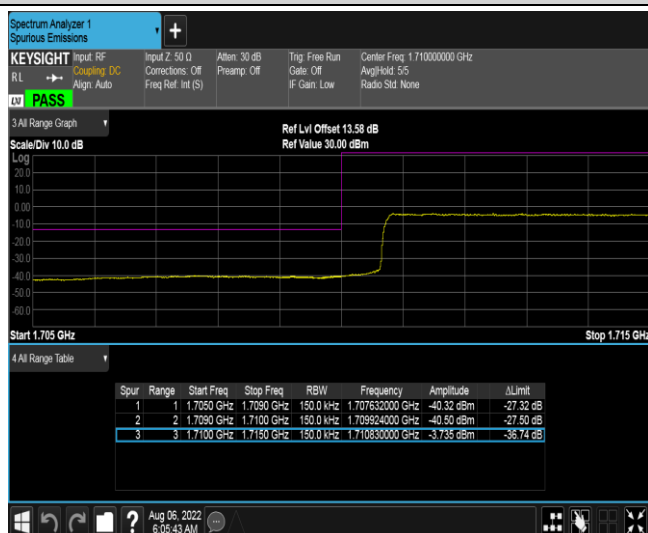 Spectrum Analyzer 1
Spurious Emissions
KEYSIGHT Input: RF Input Z: 50 Ω Atten: 30 dB Trig: Free Run Center Freq: 1.710000000 GHz
RL Coupling: DC Corrections: Off Preamp: Off Gate: Off Avg|Hold: 5/5
Align: Auto Freq Ref: Int (S) IF Gain: Low Radio Std: None
LXI PASS
3 All Range Graph
Ref Lvl Offset 13.58 dB
Scale/Div 10.0 dB Ref Value 30.00 dBm
Log
20.0
10.0
0.00
-10.0
-20.0
-30.0
-40.0
-50.0
-60.0
Start 1.705 GHz Stop 1.715 GHz
4 All Range Table
Spur Range Start Freq Stop Freq RBW Frequency Amplitude ΔLimit
1 1 1.7050 GHz 1.7090 GHz 150.0 kHz 1.707632000 GHz -40.32 dBm -27.32 dB
2 2 1.7090 GHz 1.7100 GHz 150.0 kHz 1.709924000 GHz -40.50 dBm -27.50 dB
3 3 1.7100 GHz 1.7150 GHz 150.0 kHz 1.710830000 GHz -3.735 dBm -36.74 dB
? Aug 06, 2022
6:05:43 AM